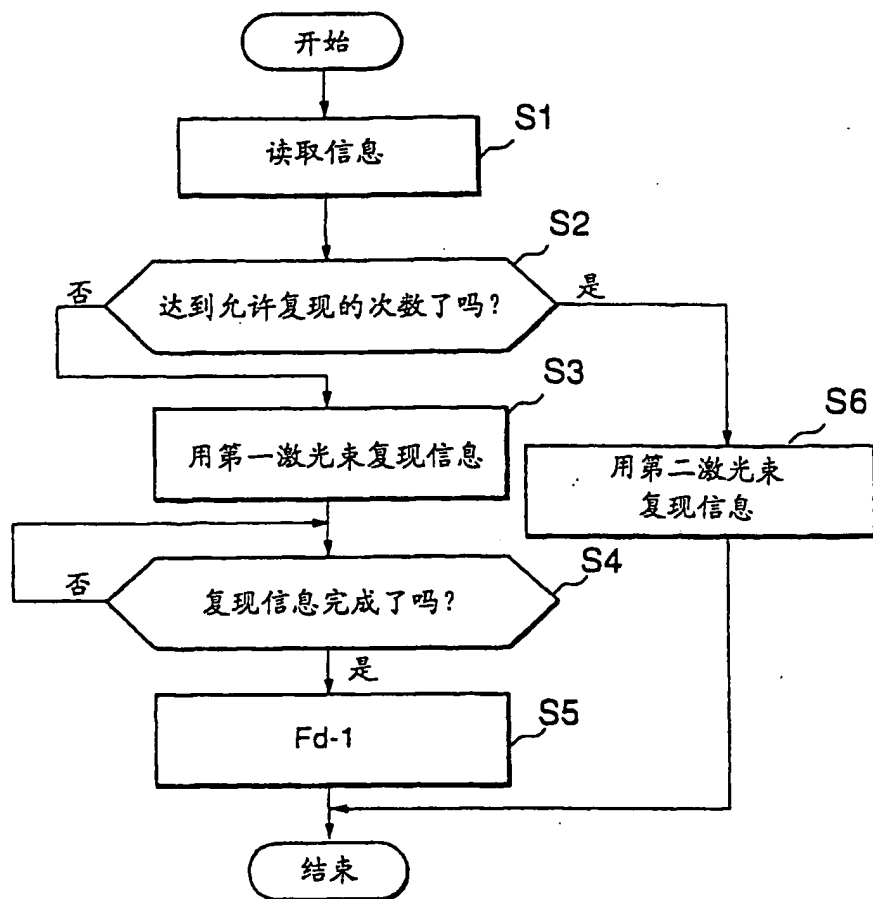 开始
读取信息
S1
达到允许复现的次数了吗?
S2
否
是
用第一激光束复现信息
S3
用第二激光束
复现信息
S6
复现信息完成了吗?
S4
否
是
Fd-1
S5
结束